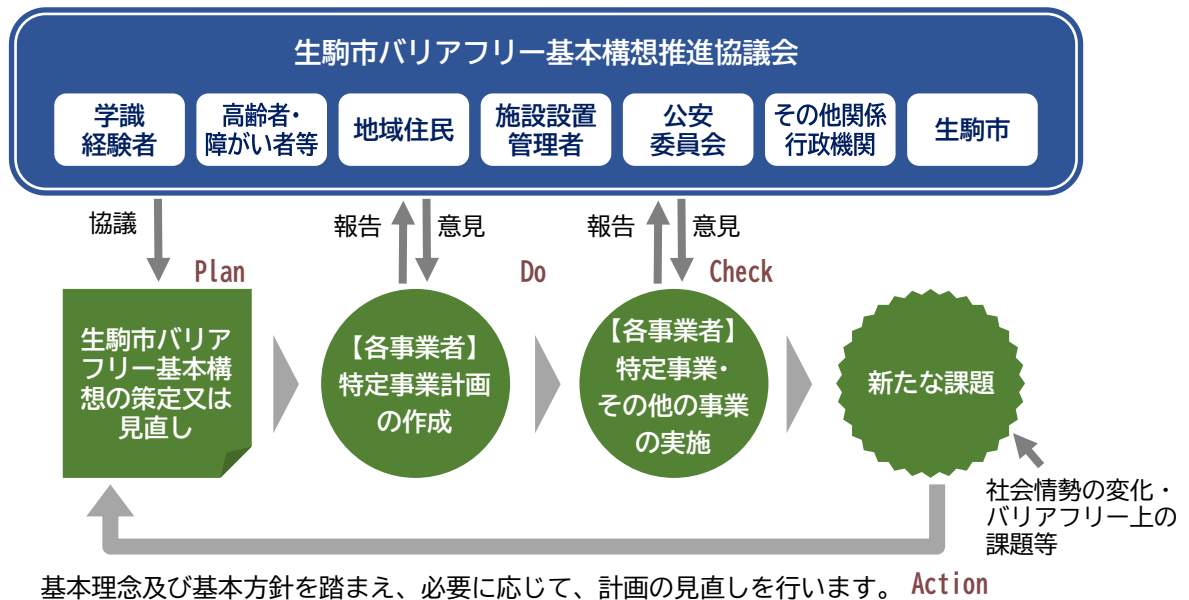 生駒市バリアフリー基本構想推進協議会
学識
経験者
高齢者・
障がい者等
地域住民
施設設置
管理者
公安
委員会
その他関係
行政機関
生駒市
協議
報告
意見
報告
意見
Plan
Do
Check
生駒市バリア
フリー基本構
想の策定又は
見直し
【各事業者】
特定事業計画
の作成
【各事業者】
特定事業・
その他の事業
の実施
新たな課題
社会情勢の変化・
バリアフリー上の
課題等
基本理念及び基本方針を踏まえ、必要に応じて、計画の見直しを行います。 Action